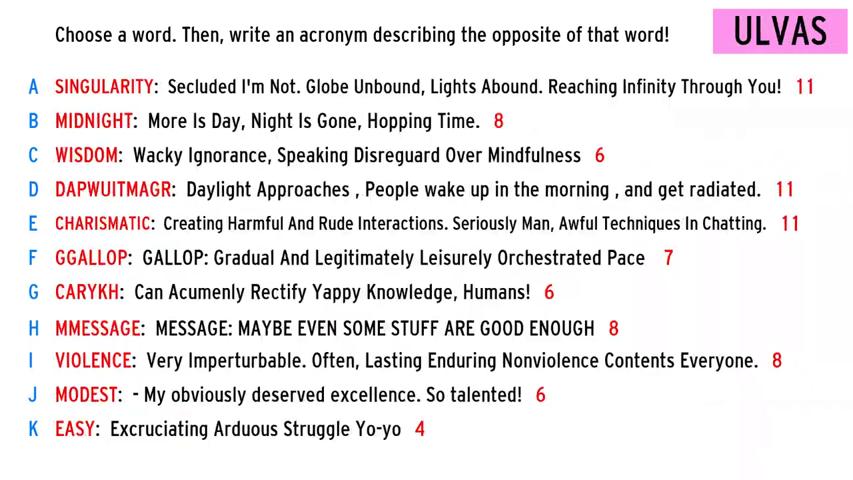 Choose a word. Then, write an acronym describing the opposite of that word!
ULVAS
A SINGULARITY: Secluded I'm Not. Globe Unbound, Lights Abound. Reaching Infinity Through You! 11
B MIDNIGHT: More Is Day, Night Is Gone, Hopping Time. 8
C WISDOM: Wacky Ignorance, Speaking Disreguard Over Mindfulness 6
D DAPWUITMAGR: Daylight Approaches , People wake up in the morning , and get radiated. 11
E CHARISMATIC: Creating Harmful And Rude Interactions. Seriously Man, Awful Techniques In Chatting. 11
F GGALLOP: GALLOP: Gradual And Legitimately Leisurely Orchestrated Pace 7
G CARYKH: Can Acumenly Rectify Yappy Knowledge, Humans! 6
H MMESSAGE: MESSAGE: MAYBE EVEN SOME STUFF ARE GOOD ENOUGH 8
I VIOLENCE: Very Imperturbable. Often, Lasting Enduring Nonviolence Contents Everyone. 8
J MODEST: - My obviously deserved excellence. So talented! 6
K EASY: Excruciating Arduous Struggle Yo-yo 4